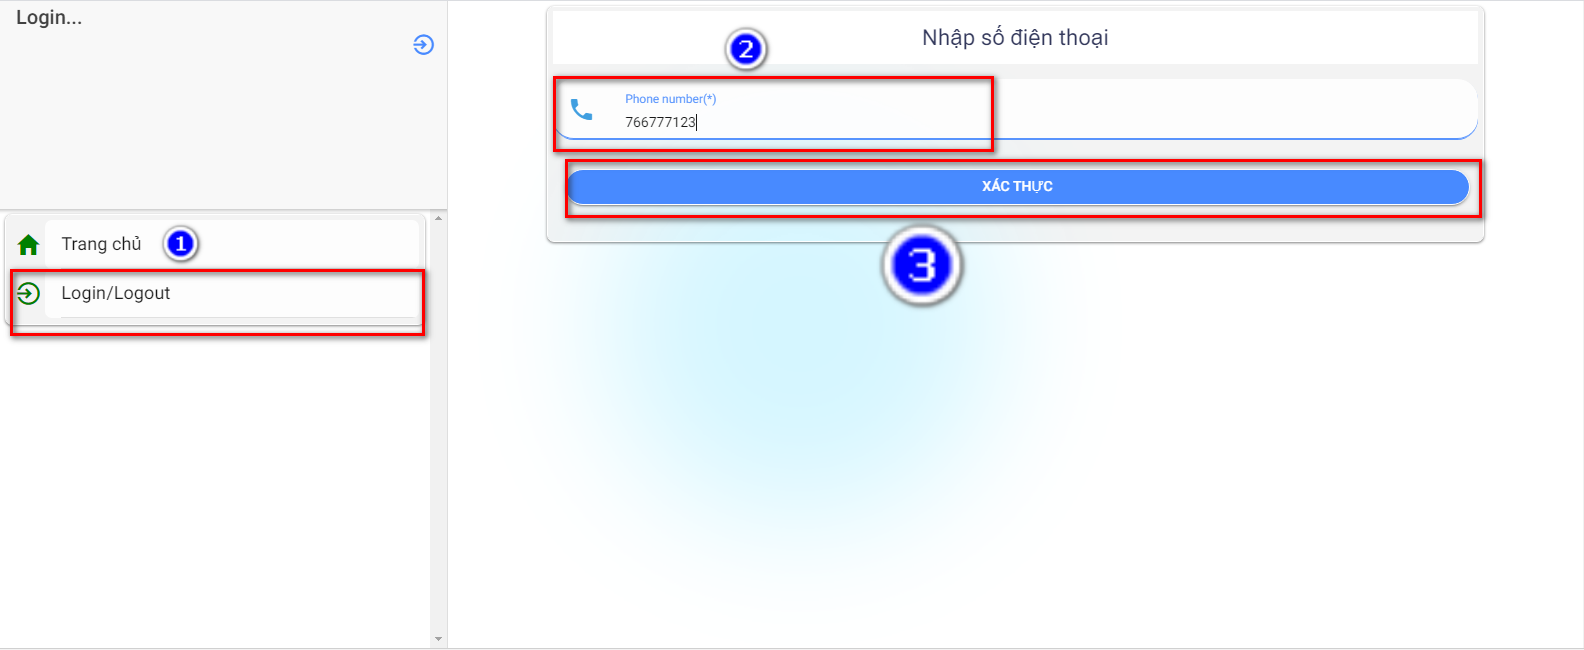 Login...
Trang chủ
1
Login/Logout
Nhập số điện thoại
2
Phone number(*)
766777123
XÁC THỰC
3